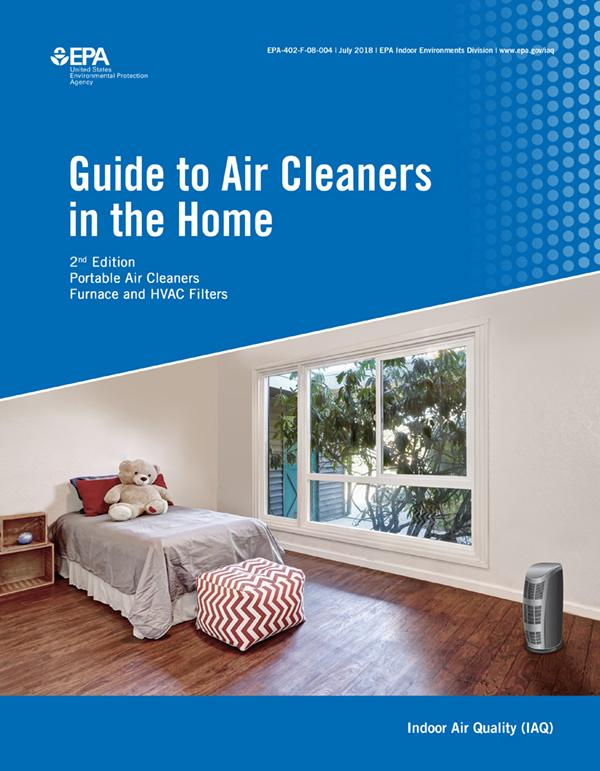 EPA
United States
Environmental Protection
Agency
EPA-402-F-08-004 | July 2018 | EPA Indoor Environments Division | www.epa.gov/iaq
Guide to Air Cleaners
in the Home
2nd Edition
Portable Air Cleaners
Furnace and HVAC Filters
Indoor Air Quality (IAQ)